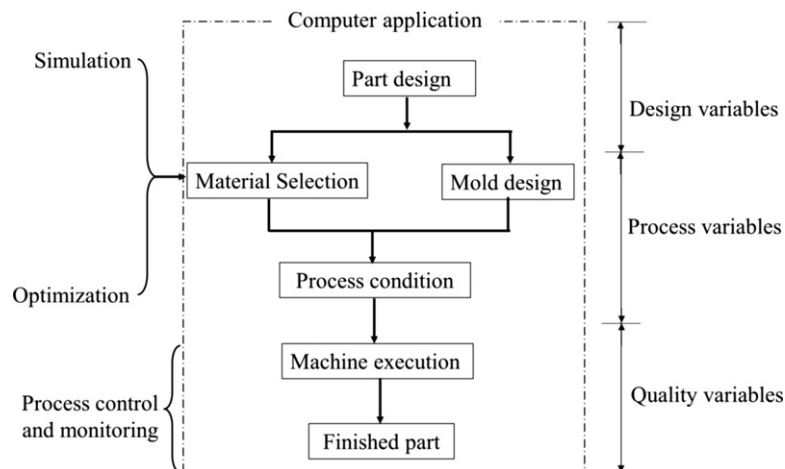 Computer application
Simulation
Part design
Design variables
Material Selection
Mold design
Process variables
Process condition
Optimization
Machine execution
Process control
and monitoring
Quality variables
Finished part